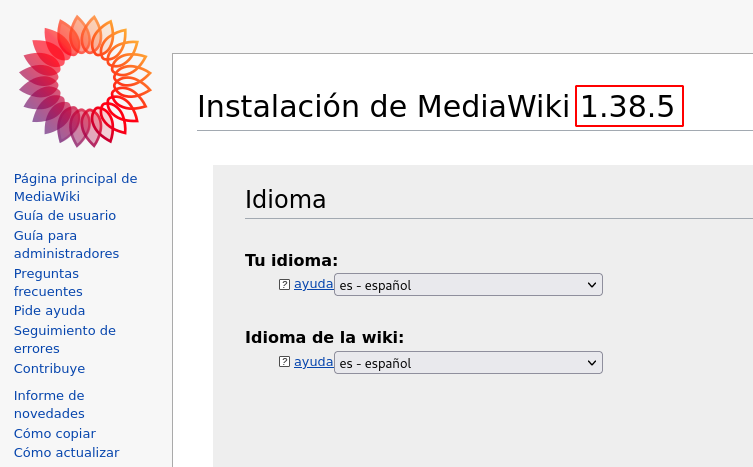 Instalación de MediaWiki 1.38.5
Página principal de
MediaWiki
Guía de usuario
Guía para
administradores
Preguntas
frecuentes
Pide ayuda
Seguimiento de
errores
Contribuye
Informe de
novedades
Cómo copiar
Cómo actualizar
Idioma
Tu idioma:
? ayuda es - español
Idioma de la wiki:
? ayuda es - español